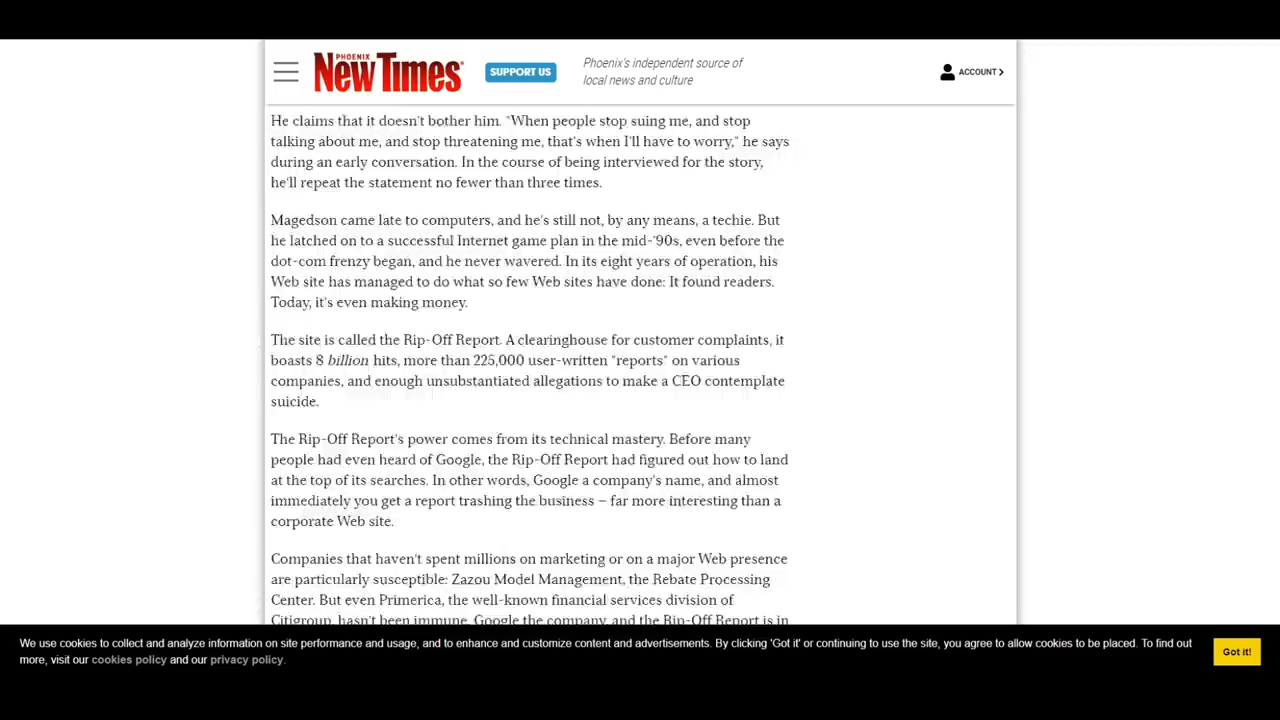 PHOENIX
New Times
SUPPORT US
Phoenix's independent source of
local news and culture
ACCOUNT
He claims that it doesn't bother him. "When people stop suing me, and stop
talking about me, and stop threatening me, that's when I'll have to worry," he says
during an early conversation. In the course of being interviewed for the story,
he'll repeat the statement no fewer than three times.
Magedson came late to computers, and he's still not, by any means, a techie. But
he latched on to a successful Internet game plan in the mid-'90s, even before the
dot-com frenzy began, and he never wavered. In its eight years of operation, his
Web site has managed to do what so few Web sites have done: It found readers.
Today, it's even making money.
The site is called the Rip-Off Report. A clearinghouse for customer complaints, it
boasts 8 billion hits, more than 225,000 user-written "reports" on various
companies, and enough unsubstantiated allegations to make a CEO contemplate
suicide.
The Rip-Off Report's power comes from its technical mastery. Before many
people had even heard of Google, the Rip-Off Report had figured out how to land
at the top of its searches. In other words, Google a company's name, and almost
immediately you get a report trashing the business – far more interesting than a
corporate Web site.
Companies that haven't spent millions on marketing or on a major Web presence
are particularly susceptible: Zazou Model Management, the Rebate Processing
Center. But even Primerica, the well-known financial services division of
Citigroup, hasn't been immune. Google the company, and the Rip-Off Report is in
We use cookies to collect and analyze information on site performance and usage, and to enhance and customize content and advertisements. By clicking 'Got it' or continuing to use the site, you agree to allow cookies to be placed. To find out
more, visit our cookies policy and our privacy policy.
Got it!